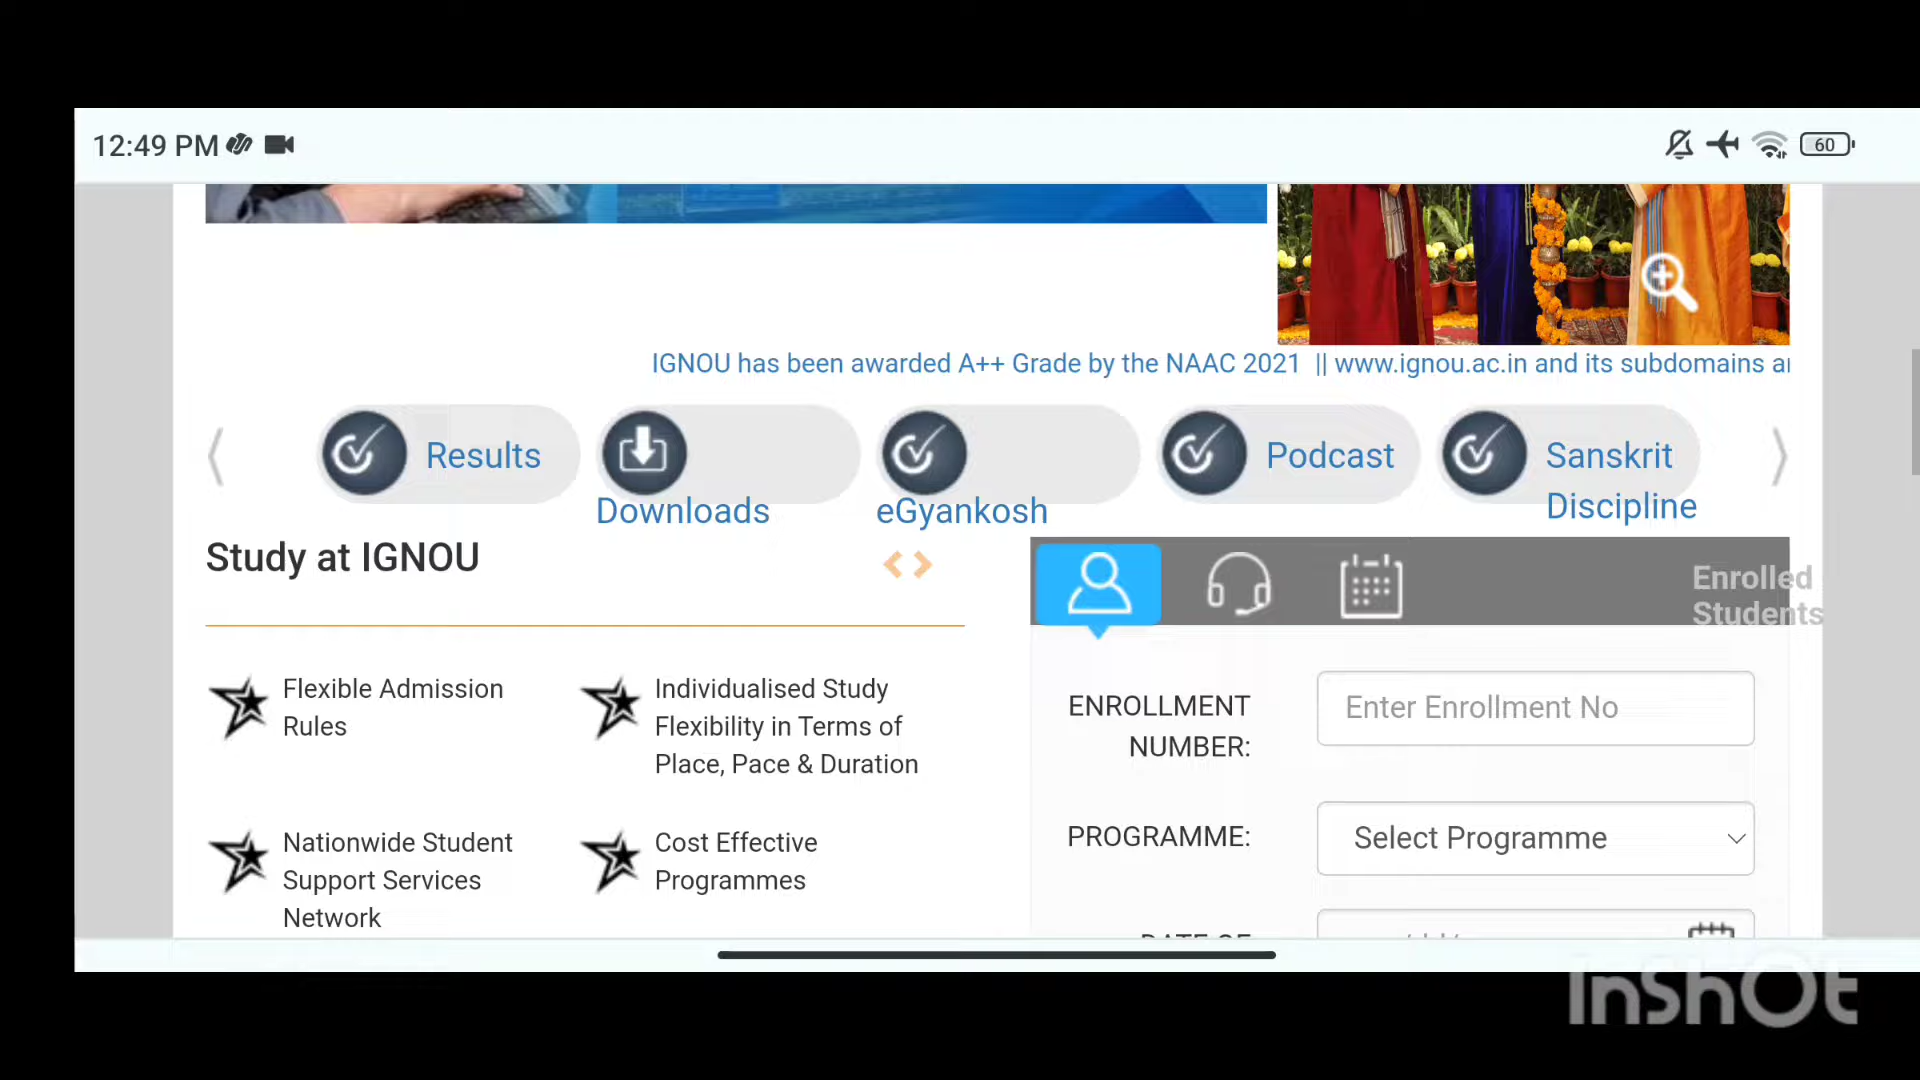 12:49 PM
60
IGNOU has been awarded A++ Grade by the NAAC 2021 || www.ignou.ac.in and its subdomains
Results
Downloads
eGyankosh
Podcast
Sanskrit
Discipline
Study at IGNOU
Enrolled
Students
Flexible Admission
Rules
Individualised Study
Flexibility in Terms of
Place, Pace & Duration
Nationwide Student
Support Services
Network
Cost Effective
Programmes
ENROLLMENT
NUMBER:
Enter Enrollment No
PROGRAMME:
Select Programme
InShOt